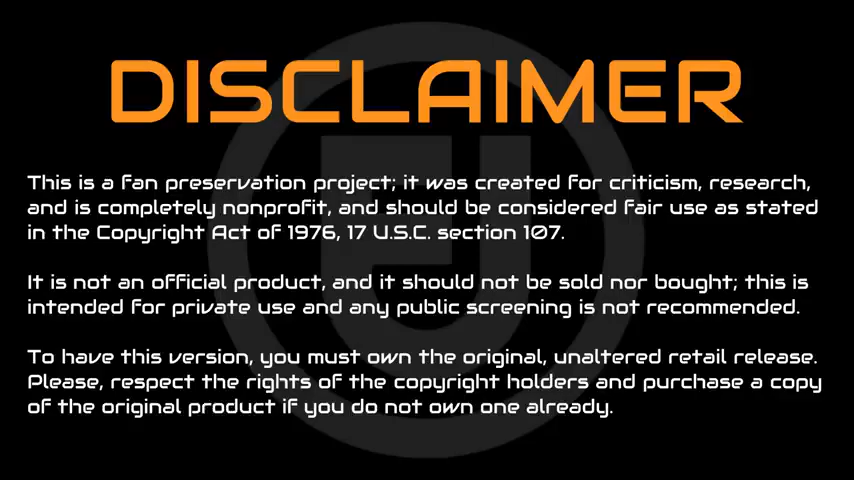 DISCLAIMER
This is a fan preservation project; it was created for criticism, research,
and is completely nonprofit, and should be considered fair use as stated
in the Copyright Act of 1976, 17 U.S.C. section 107.
It is not an official product, and it should not be sold nor bought; this is
intended for private use and any public screening is not recommended.
To have this version, you must own the original, unaltered retail release.
Please, respect the rights of the copyright holders and purchase a copy
of the original product if you do not own one already.